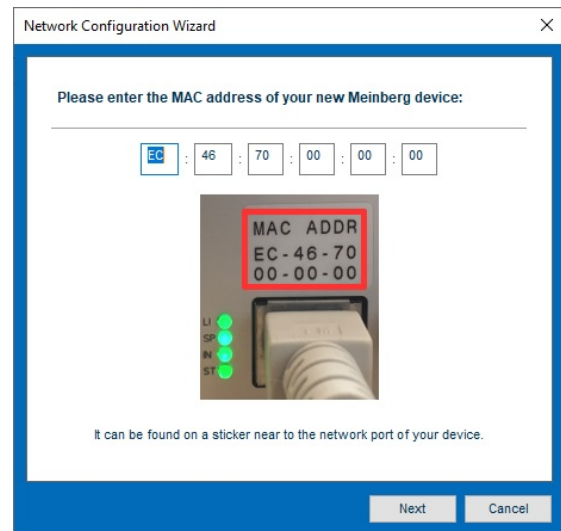 Network Configuration Wizard
Please enter the MAC address of your new Meinberg device:
EC : 46 : 70 : 00 : 00 : 00
MAC ADDR
EC-46-70
00-00-00
LI
SP
IN
ST
It can be found on a sticker near to the network port of your device.
Next Cancel